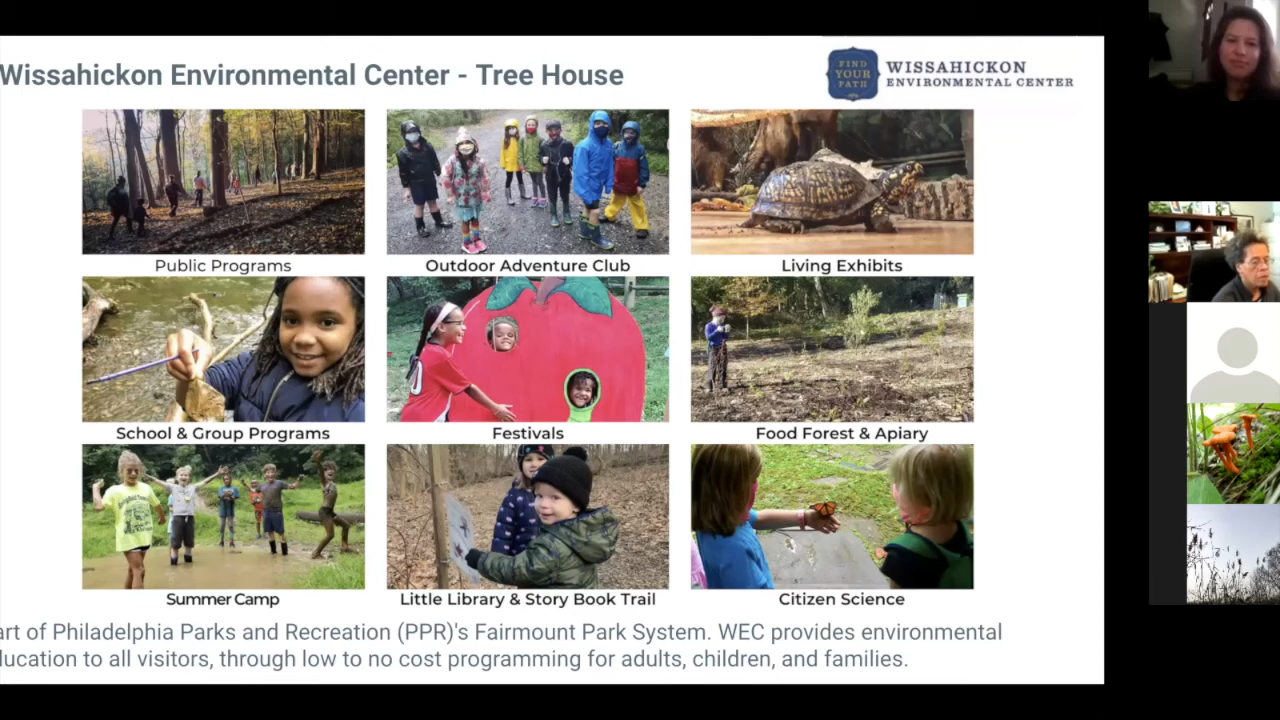 Wissahickon Environmental Center - Tree House
FIND
YOUR
PATH
WISSAHICKON
ENVIRONMENTAL CENTER
Public Programs
Outdoor Adventure Club
Living Exhibits
School & Group Programs
Festivals
Food Forest & Apiary
Summer Camp
Little Library & Story Book Trail
Citizen Science
art of Philadelphia Parks and Recreation (PPR)'s Fairmount Park System. WEC provides environmental
ucation to all visitors, through low to no cost programming for adults, children, and families.